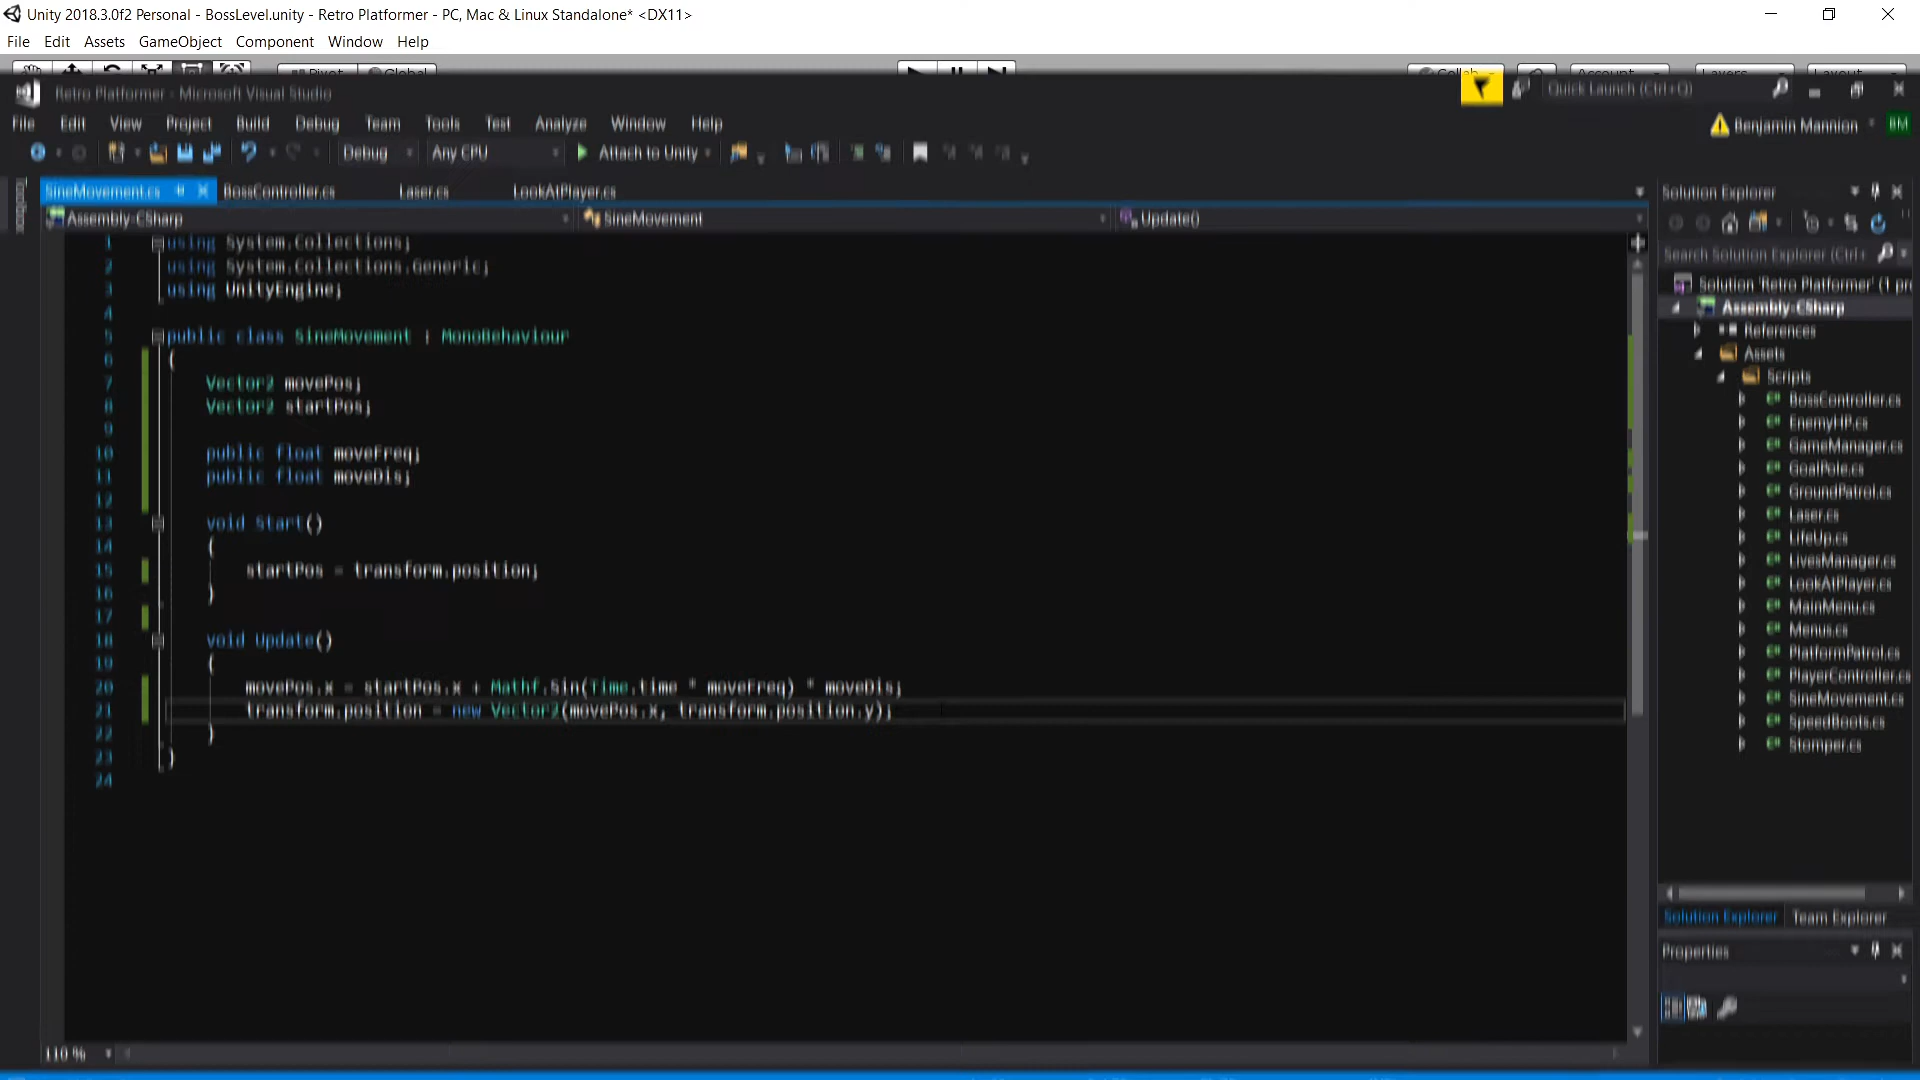 Unity 2018.3.0f2 Personal - BossLevel.unity - Retro Platformer - PC, Mac & Linux Standalone* <DX11>
File Edit Assets GameObject Component Window Help
Pivot Global Collab Account Layers Layout
Retro Platformer - Microsoft Visual Studio Quick Launch (Ctrl+Q)
File Edit View Project Build Debug Team Tools Test Analyze Window Help Benjamin Mannion BM
Debug Any CPU Attach to Unity
Toolbox
SineMovement.cs BossController.cs Laser.cs LookAtPlayer.cs
Assembly-CSharp SineMovement Update()
1 using System.Collections;
2 using System.Collections.Generic;
3 using UnityEngine;
4
5 public class SineMovement : MonoBehaviour
6 {
7 Vector2 movePos;
8 Vector2 startPos;
9
10 public float moveFreq;
11 public float moveDis;
12
13 void Start()
14 {
15 startPos = transform.position;
16 }
17
18 void Update()
19 {
20 movePos.x = startPos.x + Mathf.Sin(Time.time * moveFreq) * moveDis;
21 transform.position = new Vector2(movePos.x, transform.position.y);
22 }
23 }
24
110 %
Solution Explorer
Search Solution Explorer (Ctrl+
Solution 'Retro Platformer' (1 pr
Assembly-CSharp
References
Assets
Scripts
BossController.cs
EnemyHP.cs
GameManager.cs
GoalPole.cs
GroundPatrol.cs
Laser.cs
LifeUp.cs
LivesManager.cs
LookAtPlayer.cs
MainMenu.cs
Menus.cs
PlatformPatrol.cs
PlayerController.cs
SineMovement.cs
SpeedBoots.cs
Stomper.cs
Solution Explorer Team Explorer
Properties